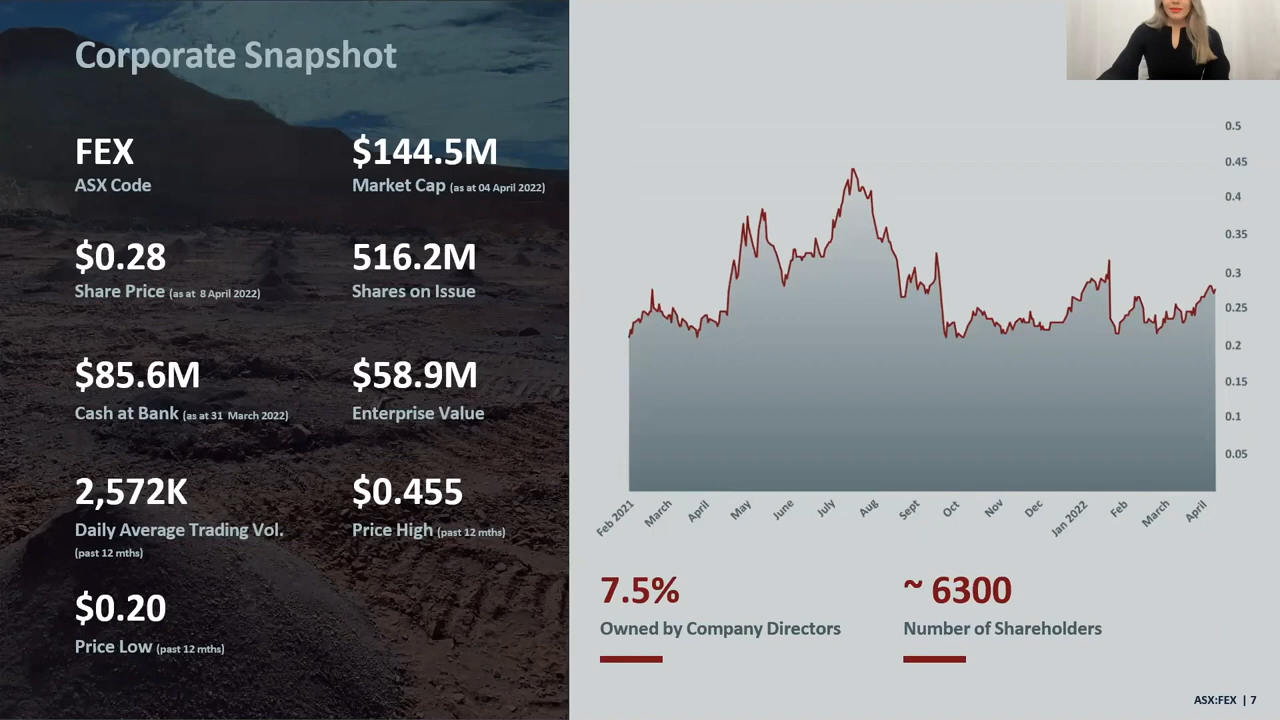 Corporate Snapshot
FEX
ASX Code
$144.5M
Market Cap (as at 04 April 2022)
$0.28
Share Price (as at 8 April 2022)
516.2M
Shares on Issue
$85.6M
Cash at Bank (as at 31 March 2022)
$58.9M
Enterprise Value
2,572K
Daily Average Trading Vol.
(past 12 mths)
$0.455
Price High (past 12 mths)
$0.20
Price Low (past 12 mths)
0.5
0.45
0.4
0.35
0.3
0.25
0.2
0.15
0.1
0.05
Feb 2021
March
April
May
June
July
Aug
Sept
Oct
Nov
Dec
Jan 2022
Feb
March
April
7.5%
Owned by Company Directors
~ 6300
Number of Shareholders
ASX:FEX | 7